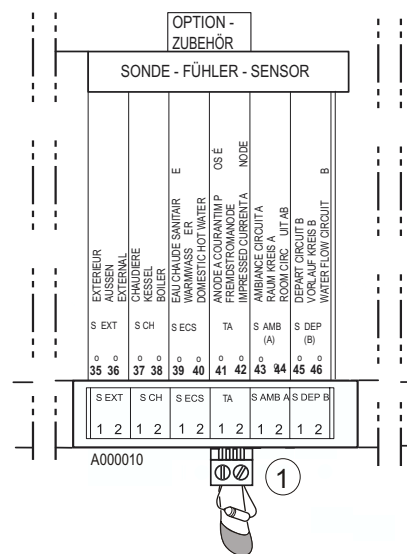 OPTION -
ZUBEHÖR
SONDE - FÜHLER - SENSOR
EXTERIEUR
AUSSEN
EXTERNAL
CHAUDIERE
KESSEL
BOILER
EAU CHAUDE SANITAIR E
WARMWASS ER
DOMESTIC HOT WATER
ANODE A COURANTIM P OS É
FREMDSTROMANODE
IMPRESSED CURRENT A NODE
AMBIANCE CIRCUIT A
RAUM KREIS A
ROOM CIRC UIT AB
DEPART CIRCUIT B
VORLAUF KREIS B
WATER FLOW CIRCUIT B
S EXT S CH S ECS TA S AMB (A) S DEP (B)
35 36 37 38 39 40 41 42 43 44 45 46
S EXT S CH S ECS TA S AMB A S DEP B
1 2 1 2 1 2 1 2 1 2 1 2
A000010
1